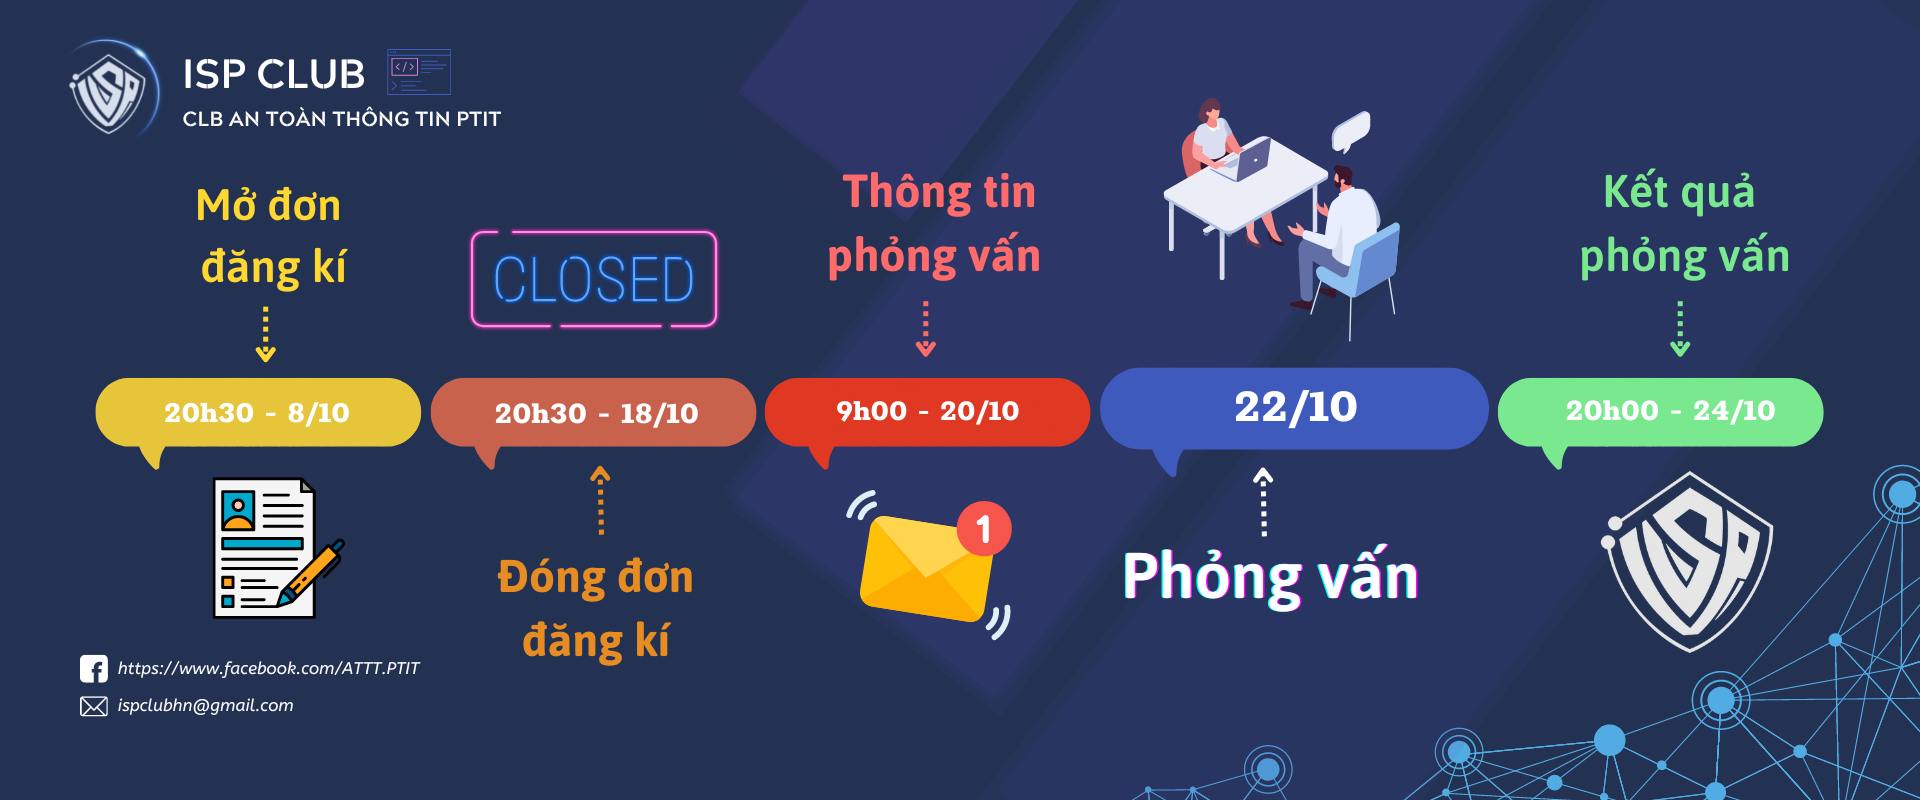 ISP
ISP CLUB
</>
CLB AN TOÀN THÔNG TIN PTIT
Mở đơn
đăng kí
20h30 - 8/10
CLOSED
20h30 - 18/10
Đóng đơn
đăng kí
Thông tin
phỏng vấn
9h00 - 20/10
1
22/10
Phỏng vấn
Kết quả
phỏng vấn
20h00 - 24/10
ISP
https://www.facebook.com/ATTT.PTIT
ispclubhn@gmail.com